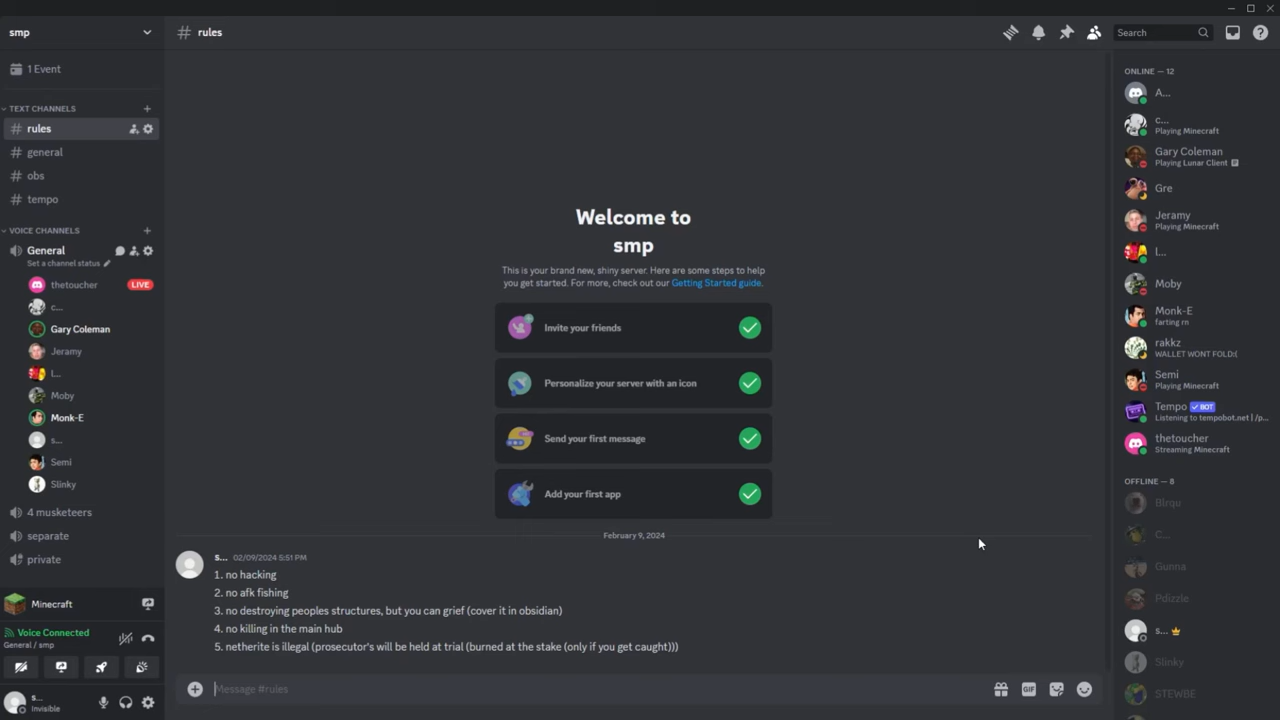 smp
1 Event
TEXT CHANNELS
rules
general
obs
tempo
VOICE CHANNELS
General
Set a channel status
thetoucher LIVE
c...
Gary Coleman
Jeramy
l...
Moby
Monk-E
s...
Semi
Slinky
4 musketeers
separate
private
Minecraft
Voice Connected
General / smp
s...
Invisible
# rules
Search
Welcome to
smp
This is your brand new, shiny server. Here are some steps to help
you get started. For more, check out our Getting Started guide.
Invite your friends
Personalize your server with an icon
Send your first message
Add your first app
February 9, 2024
s... 02/09/2024 5:51 PM
1. no hacking
2. no afk fishing
3. no destroying peoples structures, but you can grief (cover it in obsidian)
4. no killing in the main hub
5. netherite is illegal (prosecutor's will be held at trial (burned at the stake (only if you get caught)))
Message #rules
GIF
ONLINE — 12
A...
c...
Playing Minecraft
Gary Coleman
Playing Lunar Client
Gre
Jeramy
Playing Minecraft
l...
Moby
Monk-E
farting rn
rakkz
WALLET WONT FOLD:(
Semi
Playing Minecraft
Tempo ✓ BOT
Listening to tempobot.net | /p...
thetoucher
Streaming Minecraft
OFFLINE — 8
C...
Gunna
Pdizzle
s...
Slinky
STEWBE